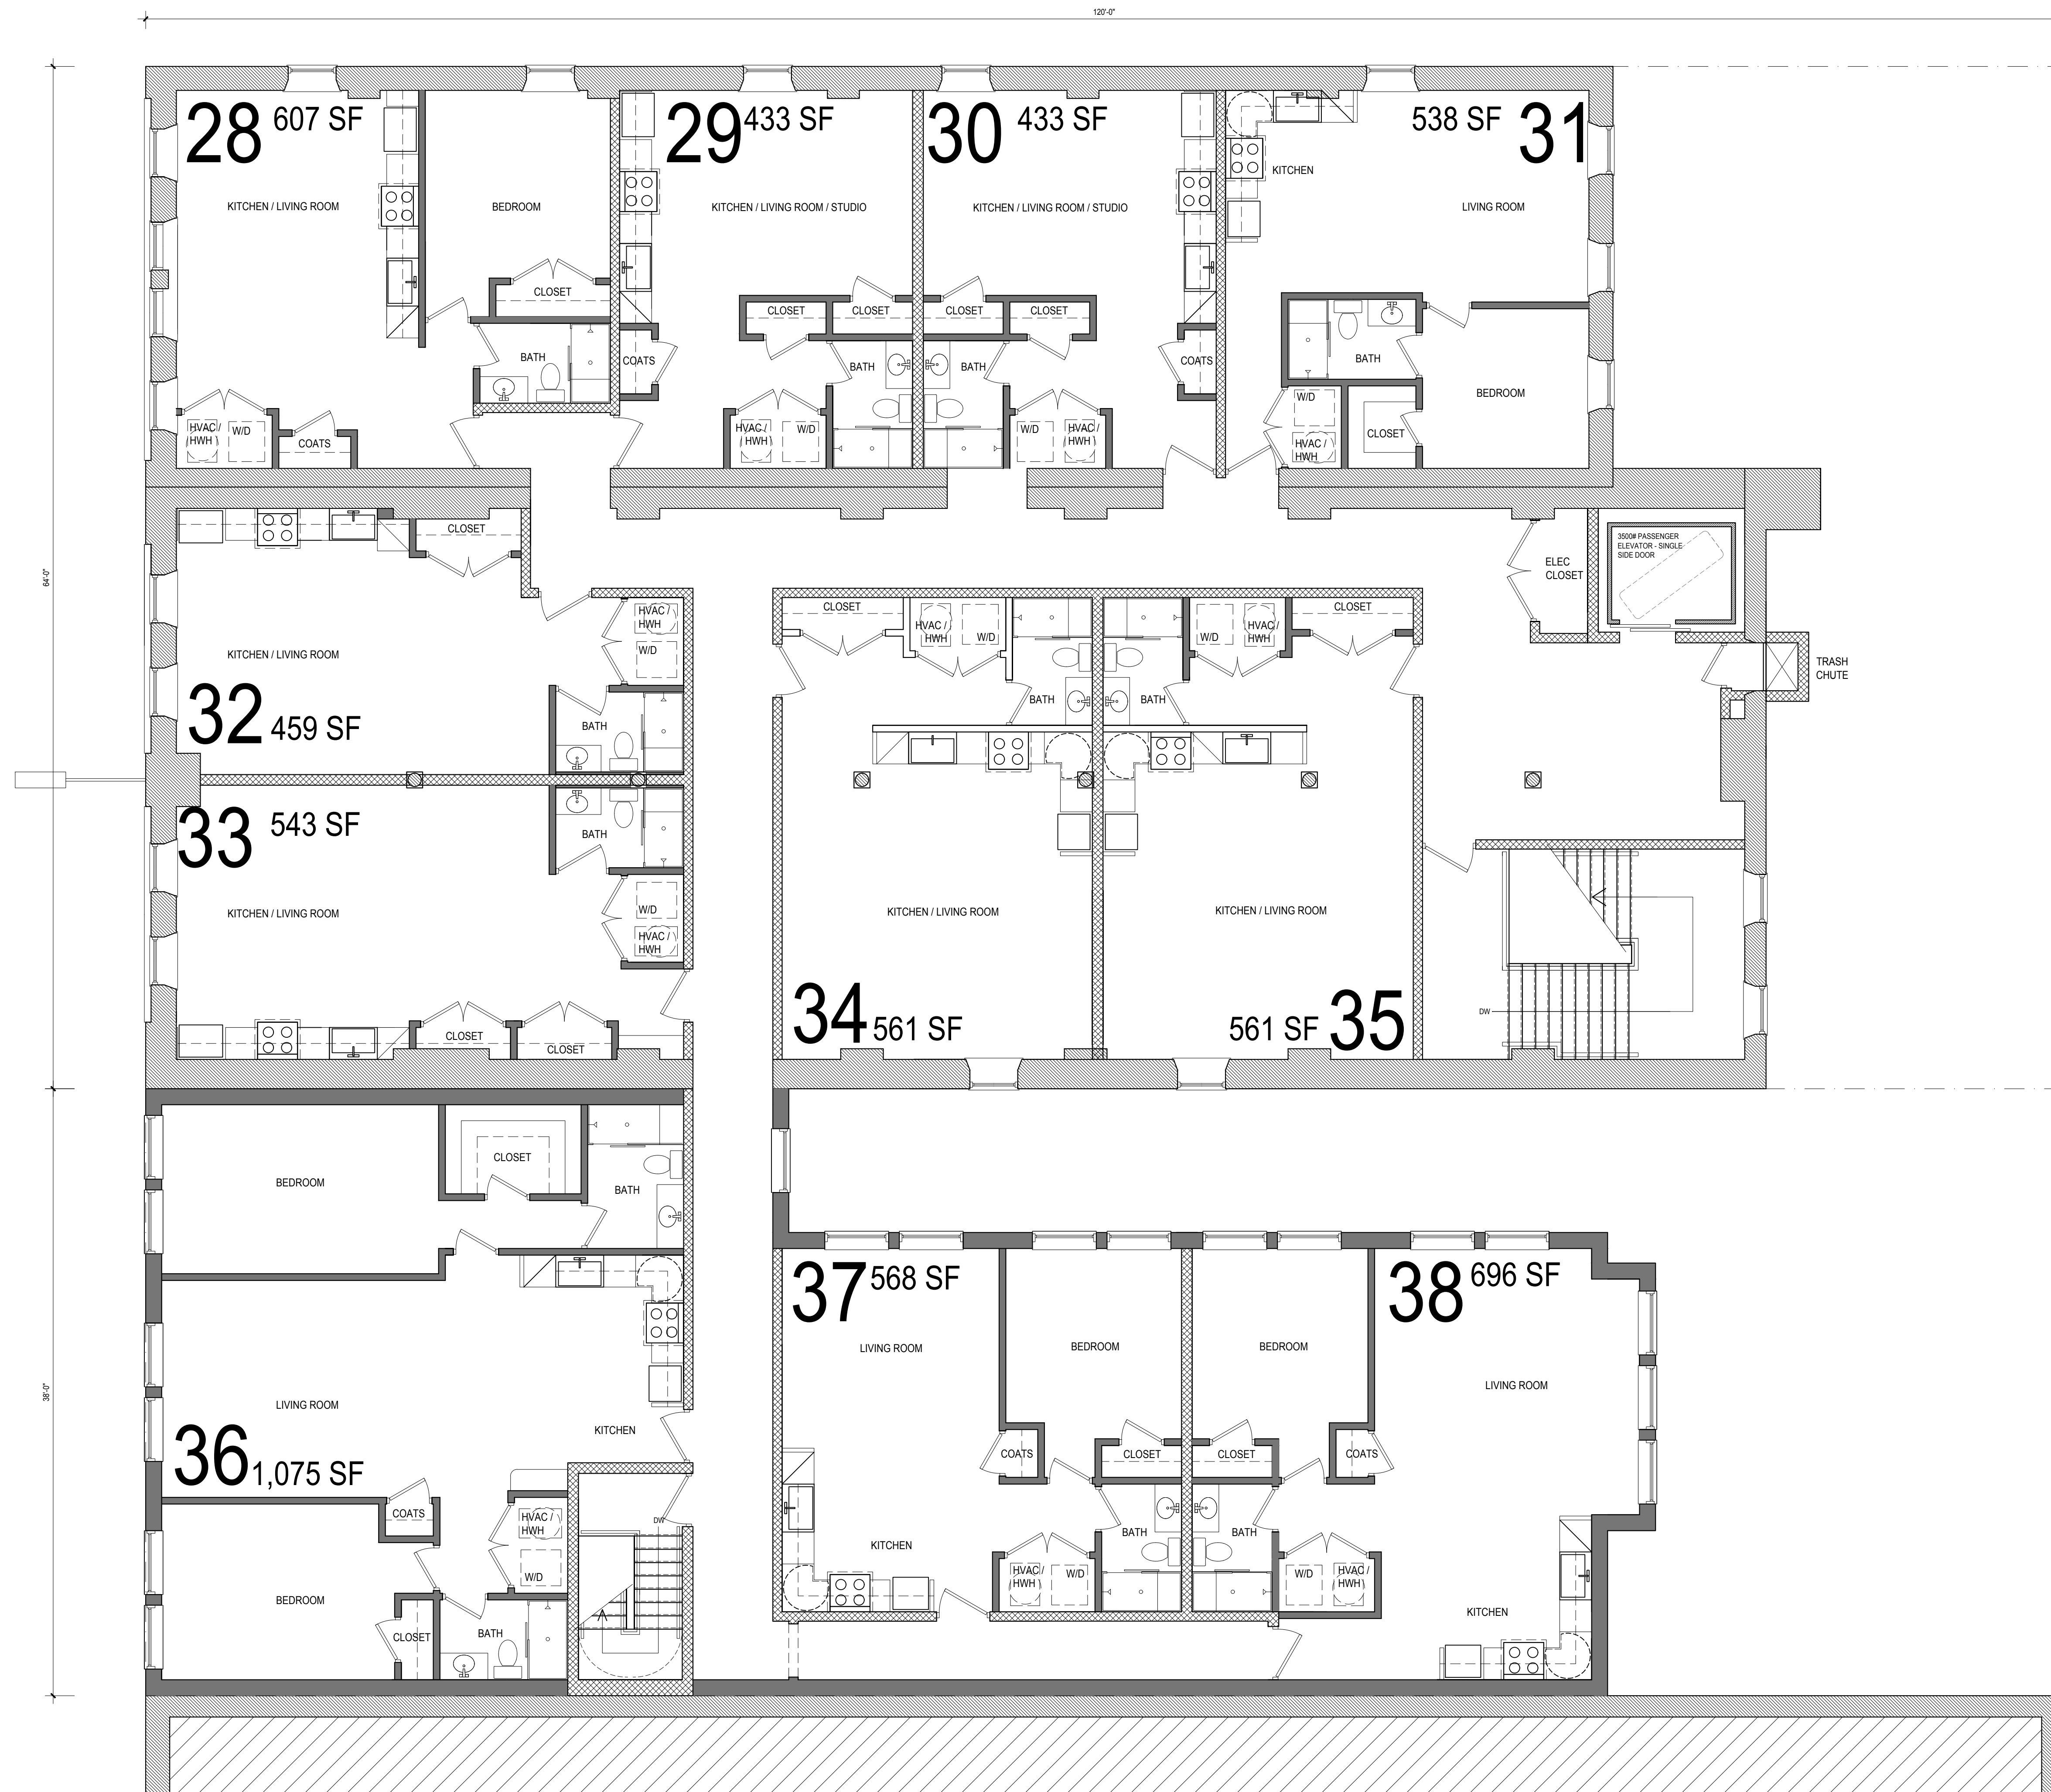 120'-0"
28 607 SF
29 433 SF
30 433 SF
538 SF 31
KITCHEN
KITCHEN / LIVING ROOM
BEDROOM
KITCHEN / LIVING ROOM / STUDIO
KITCHEN / LIVING ROOM / STUDIO
LIVING ROOM
CLOSET
CLOSET
CLOSET
CLOSET
CLOSET
BATH
COATS
BATH
BATH
COATS
BATH
BEDROOM
HVAC /
HWH
W/D
COATS
HVAC /
HWH
W/D
W/D
HVAC /
HWH
W/D
HVAC /
HWH
CLOSET
CLOSET
3500# PASSENGER
ELEVATOR - SINGLE
SIDE DOOR
ELEC
CLOSET
64'-0"
HVAC /
HWH
W/D
CLOSET
HVAC /
HWH
W/D
W/D
HVAC /
HWH
CLOSET
KITCHEN / LIVING ROOM
TRASH
CHUTE
32 459 SF
BATH
BATH
BATH
33 543 SF
BATH
KITCHEN / LIVING ROOM
W/D
HVAC /
HWH
KITCHEN / LIVING ROOM
KITCHEN / LIVING ROOM
34 561 SF
561 SF 35
DW
CLOSET
CLOSET
BEDROOM
CLOSET
BATH
37 568 SF
38 696 SF
LIVING ROOM
BEDROOM
BEDROOM
LIVING ROOM
38'-0"
LIVING ROOM
KITCHEN
36 1,075 SF
COATS
CLOSET
CLOSET
COATS
COATS
HVAC /
HWH
W/D
DW
KITCHEN
BATH
BATH
HVAC /
HWH
W/D
W/D
HVAC /
HWH
BEDROOM
CLOSET
BATH
KITCHEN